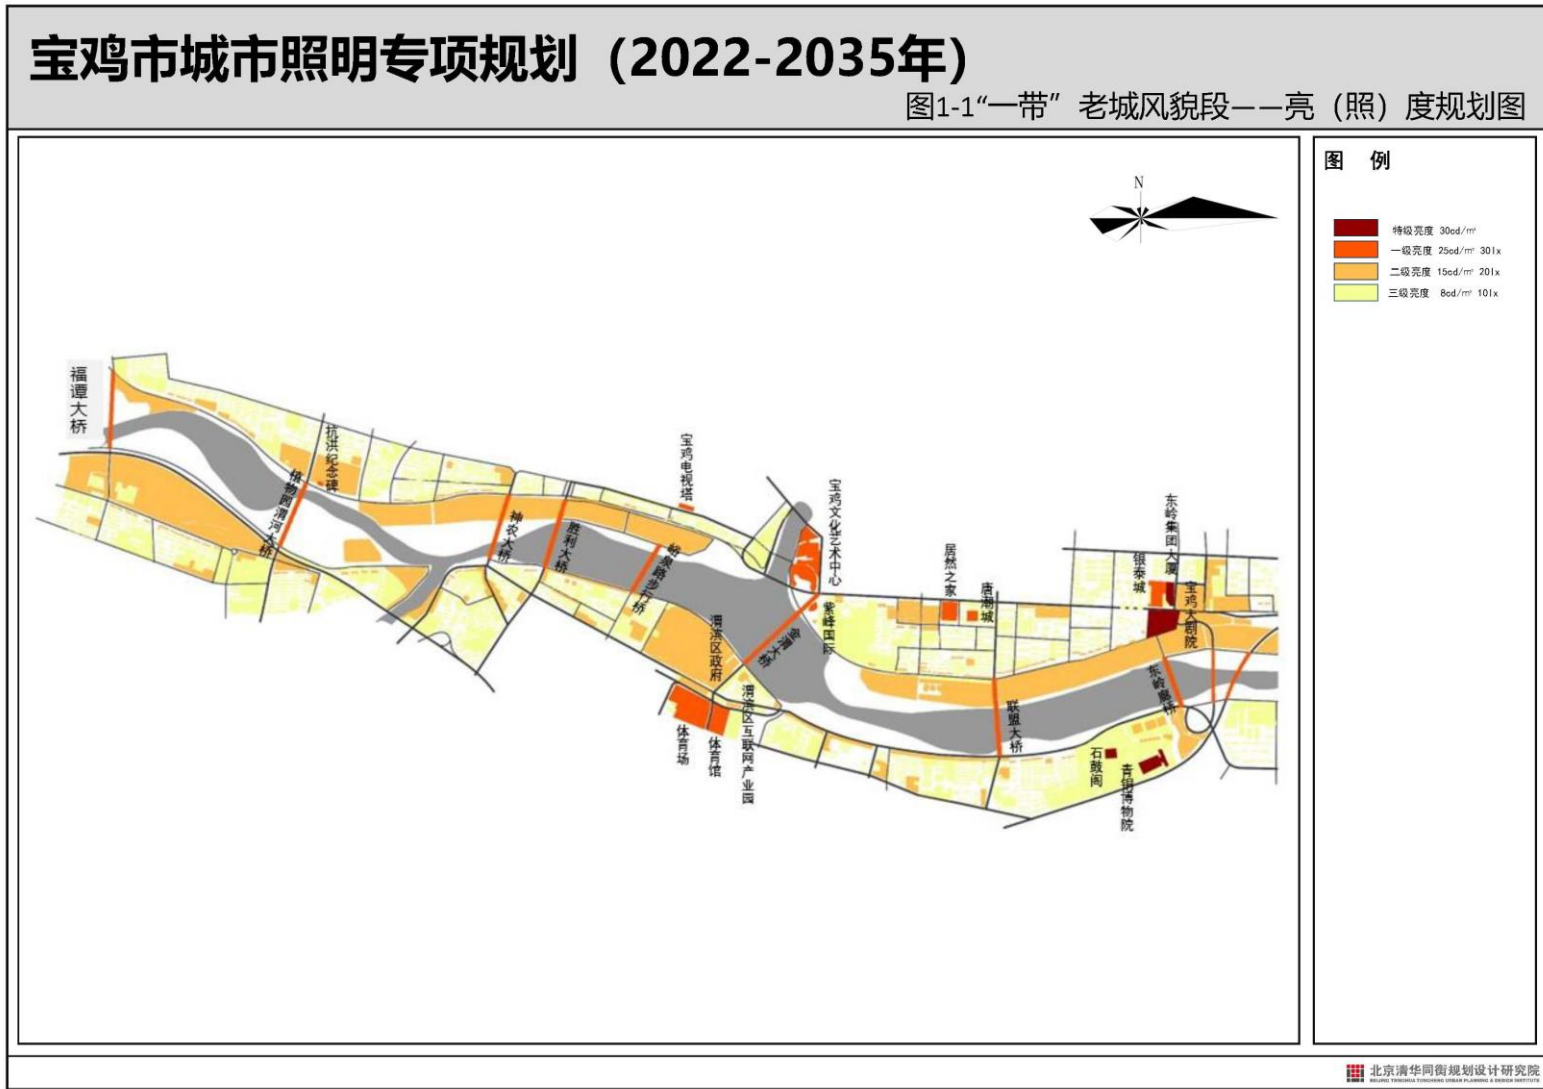 宝鸡市城市照明专项规划（2022-2035年）
图1-1“一带” 老城风貌段——亮（照）度规划图
图 例
特级亮度 30cd/㎡
一级亮度 25cd/㎡ 30lx
二级亮度 15cd/㎡ 20lx
三级亮度 8cd/㎡ 10lx
N
福谭大桥
抗洪纪念碑
植物园渭河大桥
神农大桥
胜利大桥
宝鸡电视塔
峪泉路步行桥
宝鸡文化艺术中心
紫峰国际
金渭大桥
渭滨区政府
体育场
体育馆
渭滨区互联网产业园
居然之家
唐潮城
联盟大桥
东岭集团大厦
银泰城
宝鸡大剧院
东岭廊桥
石鼓阁
青铜博物院
北京清华同衡规划设计研究院
BEIJING TSINGHUA TONGHENG URBAN PLANNING & DESIGN INSTITUTE